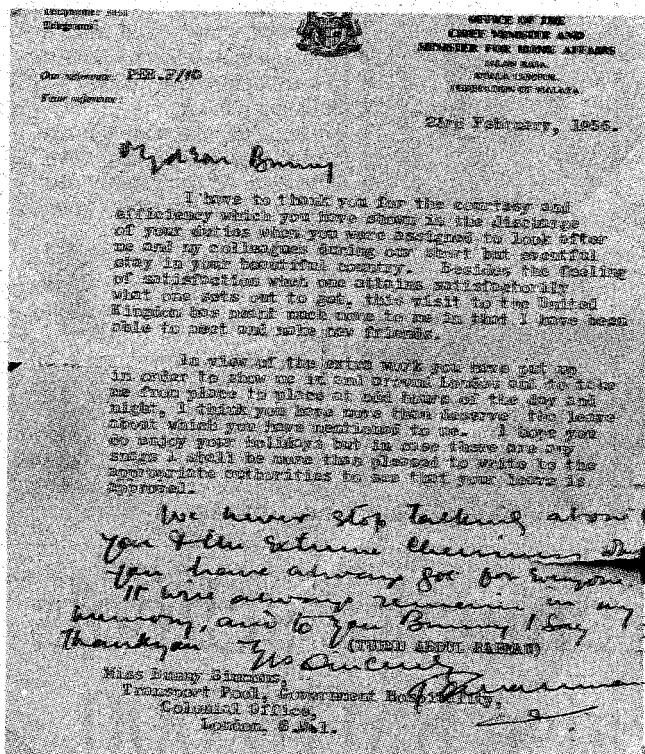 Telephone
Telegrams:
OFFICE OF THE
CHIEF MINISTER AND
MINISTER FOR HOME AFFAIRS
JALAN RAJA,
KUALA LUMPUR,
FEDERATION OF MALAYA
Our reference: PER.F/10
Your reference:
23rd February, 1956.
My dear Bunny
I have to thank you for the courtesy and
efficiency which you have shown in the discharge
of your duties when you were assigned to look after
me and my colleagues during our short but eventful
stay in your beautiful country. Besides the feeling
of satisfaction when one attains satisfactorily
what one sets out to get, this visit to the United
Kingdom has meant much more to me in that I have been
able to meet and make new friends.
In view of the extra work you have put up
in order to show me in and around London and to take
me from place to place at odd hours of the day and
night, I think you have more than deserve the leave
about which you have mentioned to me. I hope you
do enjoy your holidays but in case there are any
snags I shall be more than pleased to write to the
appropriate authorities to see that your leave is
approved.
We never stop talking about
you & the extreme cheeriness
you have always got for everyone
It will always remain in my
memory, and to you Bunny I say
Thank you
(TUNKU ABDUL RAHMAN)
Yrs Sincerely
Miss Bunny Simmons,
Transport Pool, Government Hospitality,
Colonial Office,
London, S.W.1.